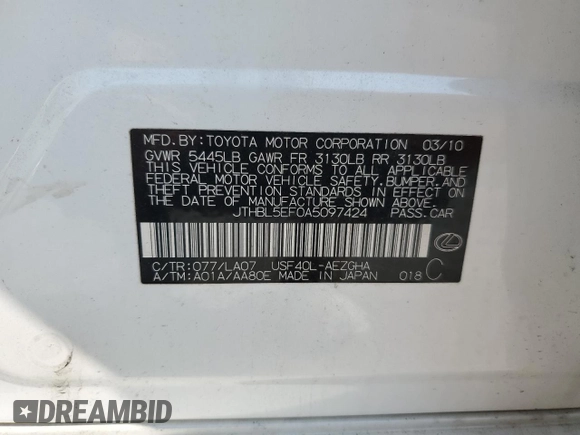 MFD. BY: TOYOTA MOTOR CORPORATION 03/10
GVWR 5445LB GAWR FR 3130LB RR 3130LB
THIS VEHICLE CONFORMS TO ALL APPLICABLE
FEDERAL MOTOR VEHICLE SAFETY, BUMPER, AND
THEFT PREVENTION STANDARDS IN EFFECT ON
THE DATE OF MANUFACTURE SHOWN ABOVE.
JTHBL5EF0A5097424 PASS.CAR
C/TR: 077/LA07 USF40L-AEZGHA
A/TM: A01A/AA80E MADE IN JAPAN 018 C
DREAMBID